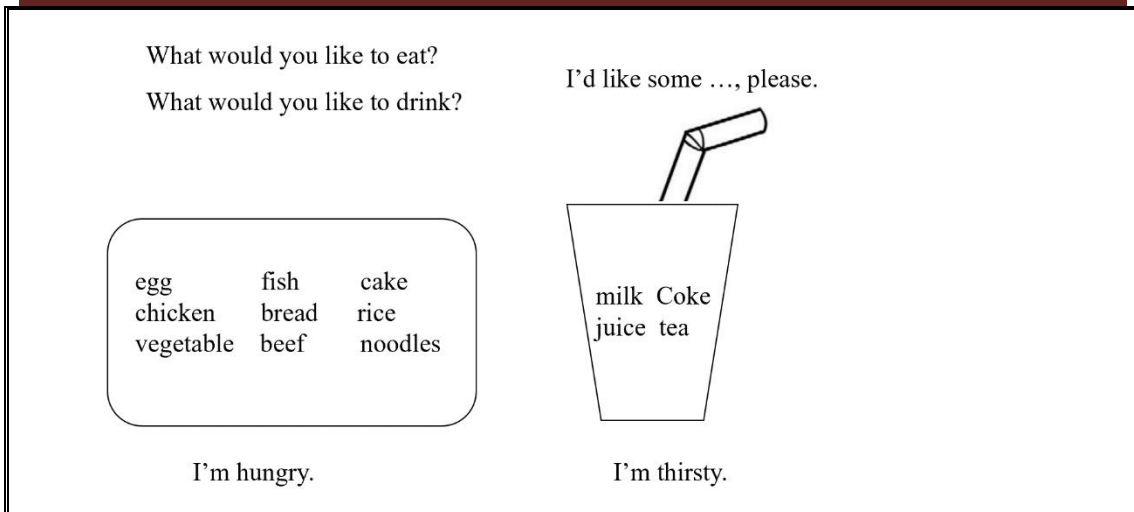 What would you like to eat?
What would you like to drink?
I’d like some …, please.
egg fish cake
chicken bread rice
vegetable beef noodles
milk Coke
juice tea
I’m hungry.
I’m thirsty.